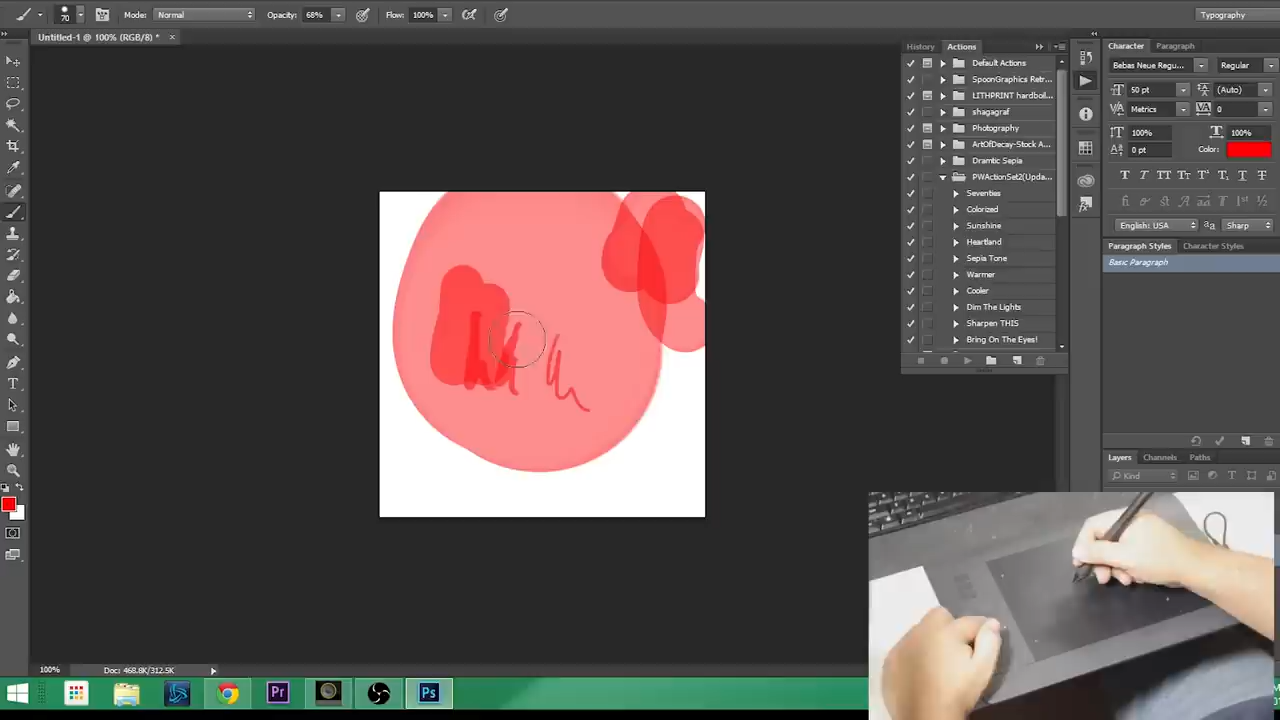 70 Mode: Normal Opacity: 68% Flow: 100% Typography
Untitled-1 @ 100% (RGB/8) * ×
History Actions
Default Actions
SpoonGraphics Retr...
LITHPRINT hardboil...
shagagraf
Photography
ArtOfDecay-Stock A...
Dramtic Sepia
PWActionSet2(Upda...
Seventies
Colorized
Sunshine
Heartland
Sepia Tone
Warmer
Cooler
Dim The Lights
Sharpen THIS
Bring On The Eyes!
Character Paragraph
Bebas Neue Regu... Regular
50 pt (Auto)
Metrics 0
100% 100%
0 pt Color:
English: USA Sharp
Paragraph Styles Character Styles
Basic Paragraph
Layers Channels Paths
Kind
100% Doc: 468.8K/312.5K
Pr Ps